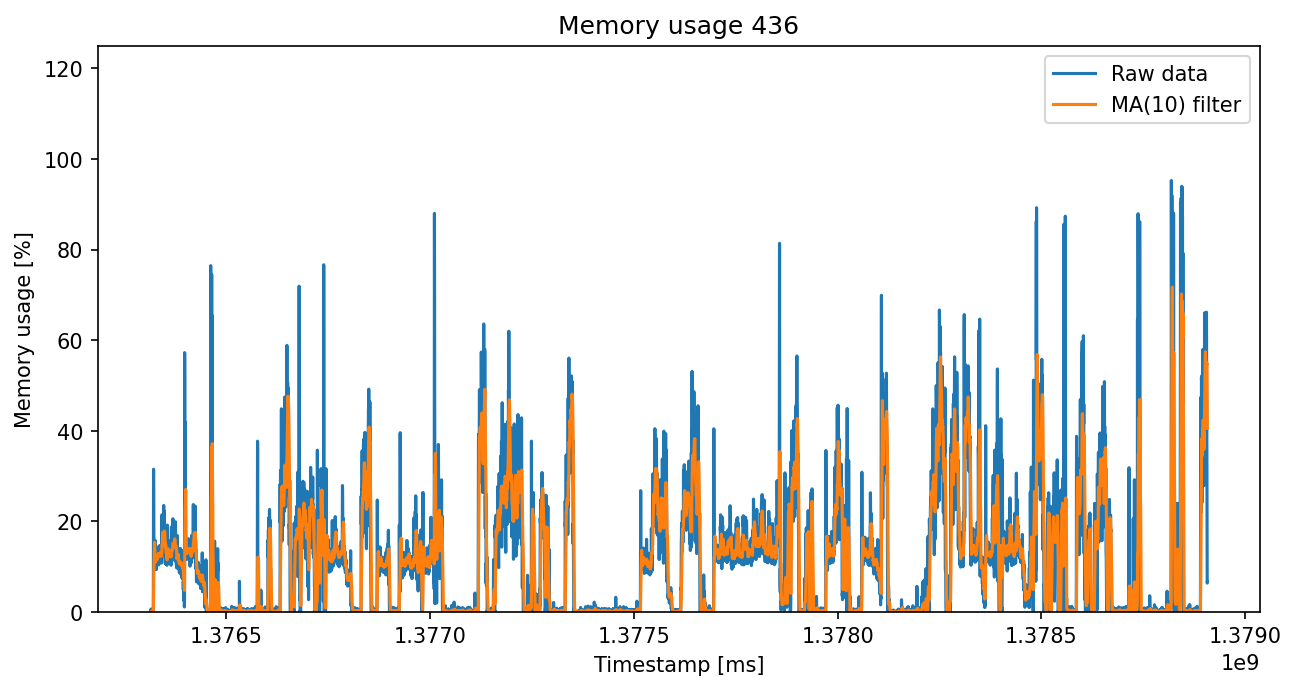 Memory usage 436
Raw data
MA(10) filter
Memory usage [%]
120
100
80
60
40
20
0
1.3765 1.3770 1.3775 1.3780 1.3785 1.3790
1e9
Timestamp [ms]